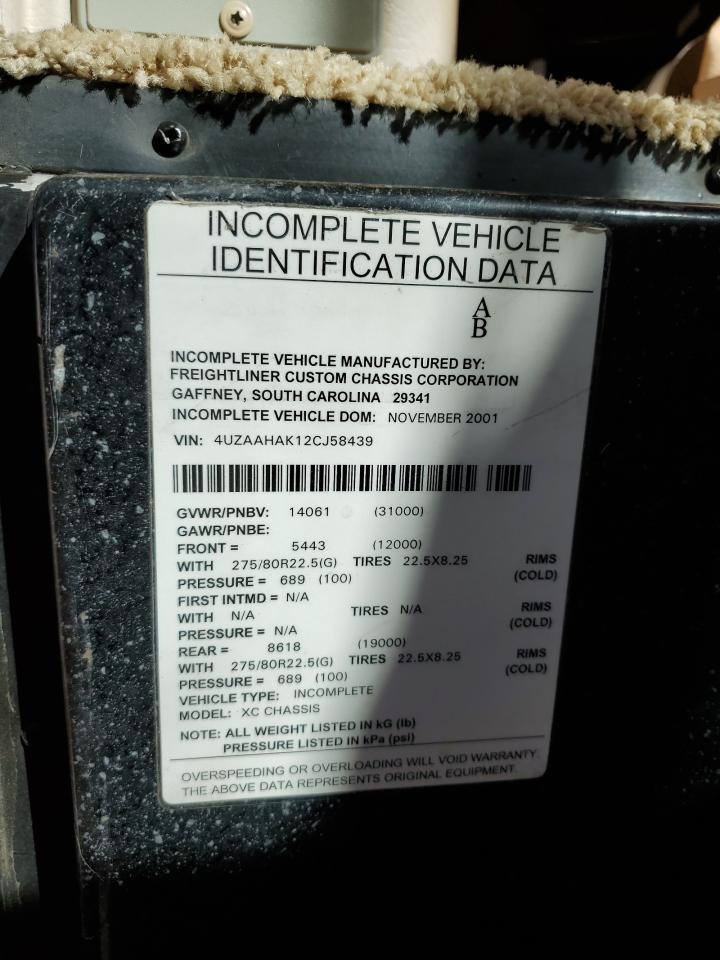 INCOMPLETE VEHICLE
IDENTIFICATION DATA
A
B
INCOMPLETE VEHICLE MANUFACTURED BY:
FREIGHTLINER CUSTOM CHASSIS CORPORATION
GAFFNEY, SOUTH CAROLINA 29341
INCOMPLETE VEHICLE DOM: NOVEMBER 2001
VIN: 4UZAAHAK12CJ58439
GVWR/PNBV: 14061 (31000)
GAWR/PNBE:
FRONT = 5443 (12000)
WITH 275/80R22.5(G) TIRES 22.5X8.25 RIMS
PRESSURE = 689 (100) (COLD)
FIRST INTMD = N/A
WITH N/A TIRES N/A RIMS
PRESSURE = N/A (COLD)
REAR = 8618 (19000)
WITH 275/80R22.5(G) TIRES 22.5X8.25 RIMS
PRESSURE = 689 (100) (COLD)
VEHICLE TYPE: INCOMPLETE
MODEL: XC CHASSIS
NOTE: ALL WEIGHT LISTED IN kG (lb)
PRESSURE LISTED IN kPa (psi)
OVERSPEEDING OR OVERLOADING WILL VOID WARRANTY.
THE ABOVE DATA REPRESENTS ORIGINAL EQUIPMENT.